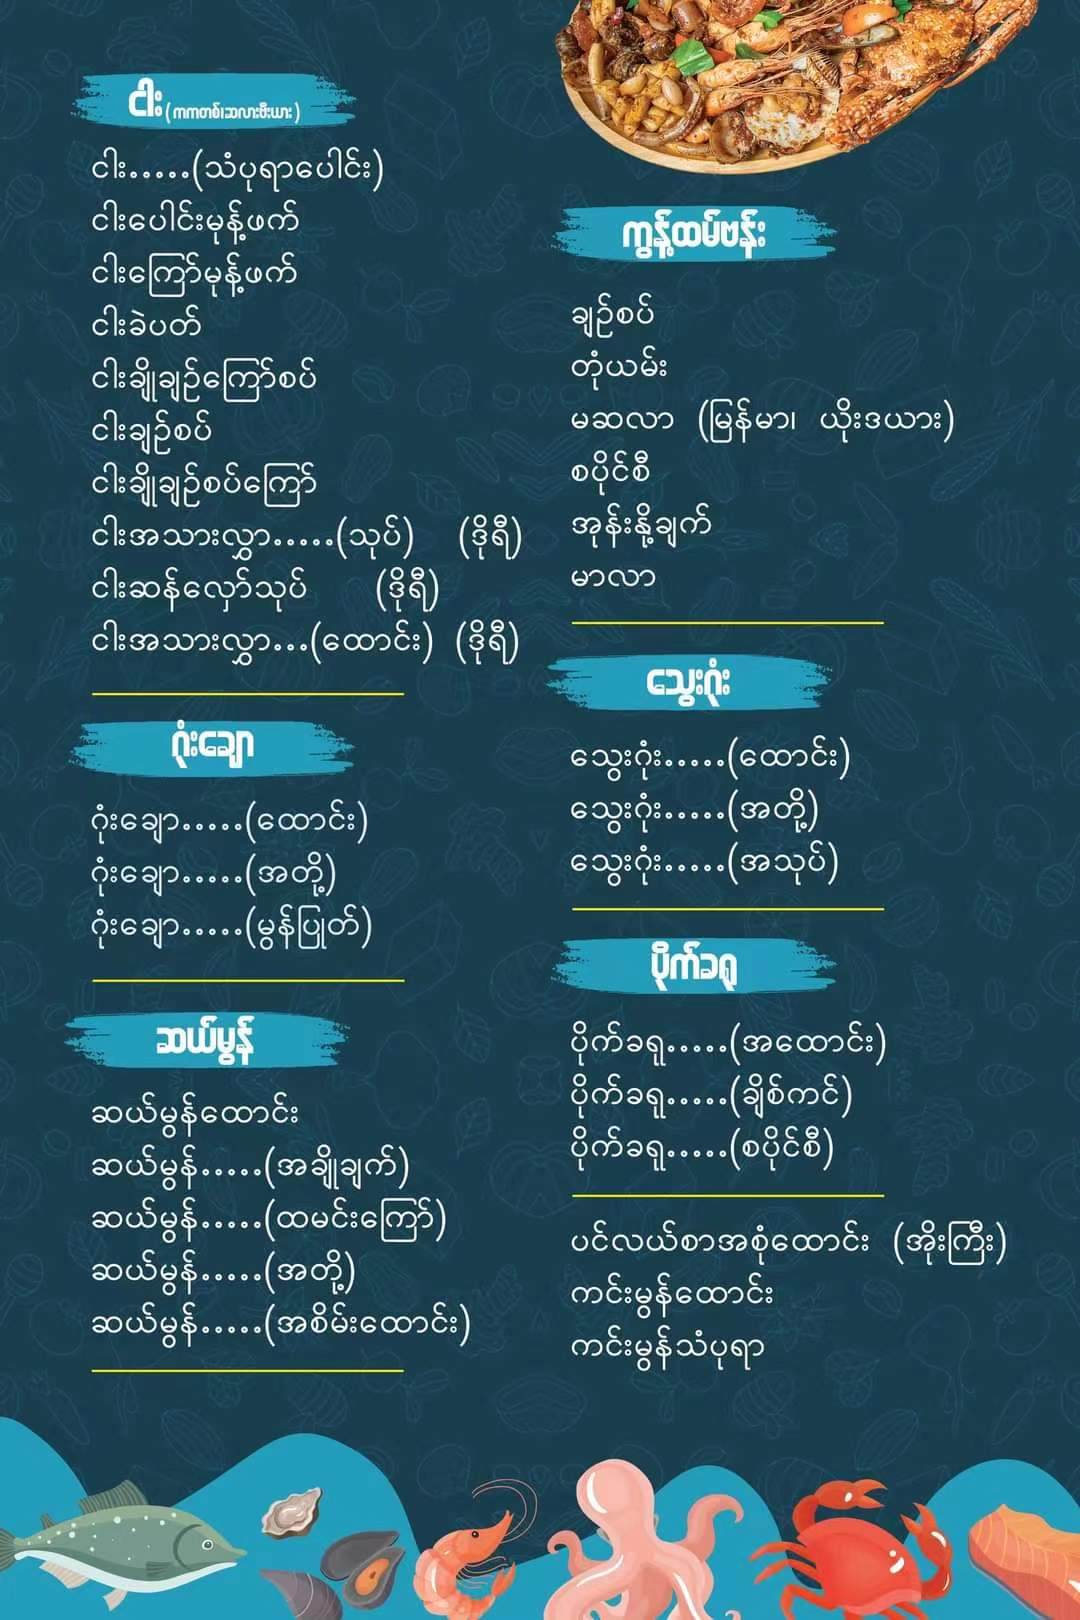 ငါး (ကကတစ်၊ဆလားဗီးယား)
ငါး.....(သံပုရာပေါင်း)
ငါးပေါင်းမုန့်ဖက်
ငါးကြော်မုန့်ဖက်
ငါးခဲပတ်
ငါးချိုချဉ်ကြော်စပ်
ငါးချဉ်စပ်
ငါးချိုချဉ်စပ်ကြော်
ငါးအသားလွှာ.....(သုပ်) (ဒိုရီ)
ငါးဆန်လှော်သုပ် (ဒိုရီ)
ငါးအသားလွှာ...(ထောင်း) (ဒိုရီ)
ဂုံးချော
ဂုံးချော.....(ထောင်း)
ဂုံးချော.....(အတို့)
ဂုံးချော.....(မွန်ပြုတ်)
ဆယ်မွန်
ဆယ်မွန်ထောင်း
ဆယ်မွန်.....(အချိုချက်)
ဆယ်မွန်.....(ထမင်းကြော်)
ဆယ်မွန်.....(အတို့)
ဆယ်မွန်.....(အစိမ်းထောင်း)
ကွန့်ထမ်ဗန်း
ချဉ်စပ်
တုံယမ်း
မဆလာ (မြန်မာ၊ ယိုးဒယား)
စပိုင်စီ
အုန်းနို့ချက်
မာလာ
သွေးဂုံး
သွေးဂုံး.....(ထောင်း)
သွေးဂုံး.....(အတို့)
သွေးဂုံး.....(အသုပ်)
ပိုက်ခရု
ပိုက်ခရု.....(အထောင်း)
ပိုက်ခရု.....(ချိစ်ကင်)
ပိုက်ခရု.....(စပိုင်စီ)
ပင်လယ်စာအစုံထောင်း (အိုးကြီး)
ကင်းမွန်ထောင်း
ကင်းမွန်သံပုရာ